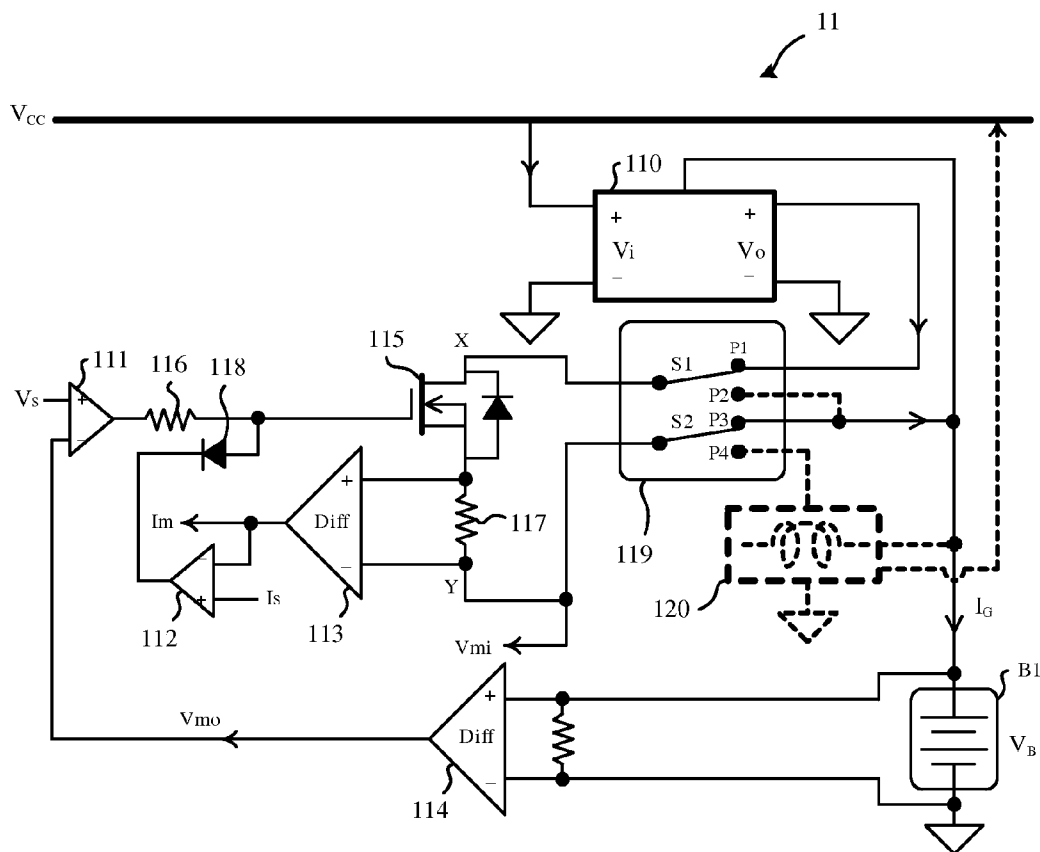 11
VCC
110
+ +
Vi Vo
− −
115 X
P1
S1
P2
P3
S2
P4
111 116 118
Vs
+
−
+
Im Diff 117
−
119
−
+ Is
Y
112 113
120
IG
Vmi
B1
+
Vmo
Diff
VB
−
114